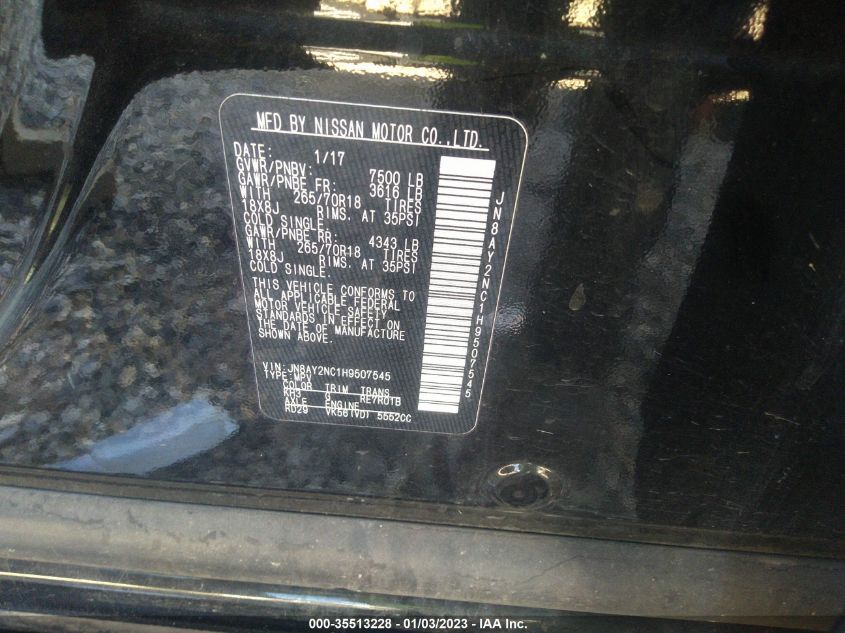 MFD BY NISSAN MOTOR CO.,LTD.
DATE: 1/17
GVWR/PNBV: 7500 LB
GAWR/PNBE FR: 3616 LB
WITH 265/70R18 TIRES
18X8J RIMS. AT 35PSI
COLD SINGLE.
GAWR/PNBE RR: 4343 LB
WITH 265/70R18 TIRES
18X8J RIMS. AT 35PSI
COLD SINGLE.
THIS VEHICLE CONFORMS TO
ALL APPLICABLE FEDERAL
MOTOR VEHICLE SAFETY
STANDARDS IN EFFECT ON
THE DATE OF MANUFACTURE
SHOWN ABOVE.
VIN:JN8AY2NC1H9507545
TYPE:MPV
COLOR TRIM TRANS
KH3 G RE7R01B
AXLE ENGINE
RD29 VK56(VD) 5552CC
JN8AY2NC1H9507545
000-35513228 - 01/03/2023 - IAA Inc.